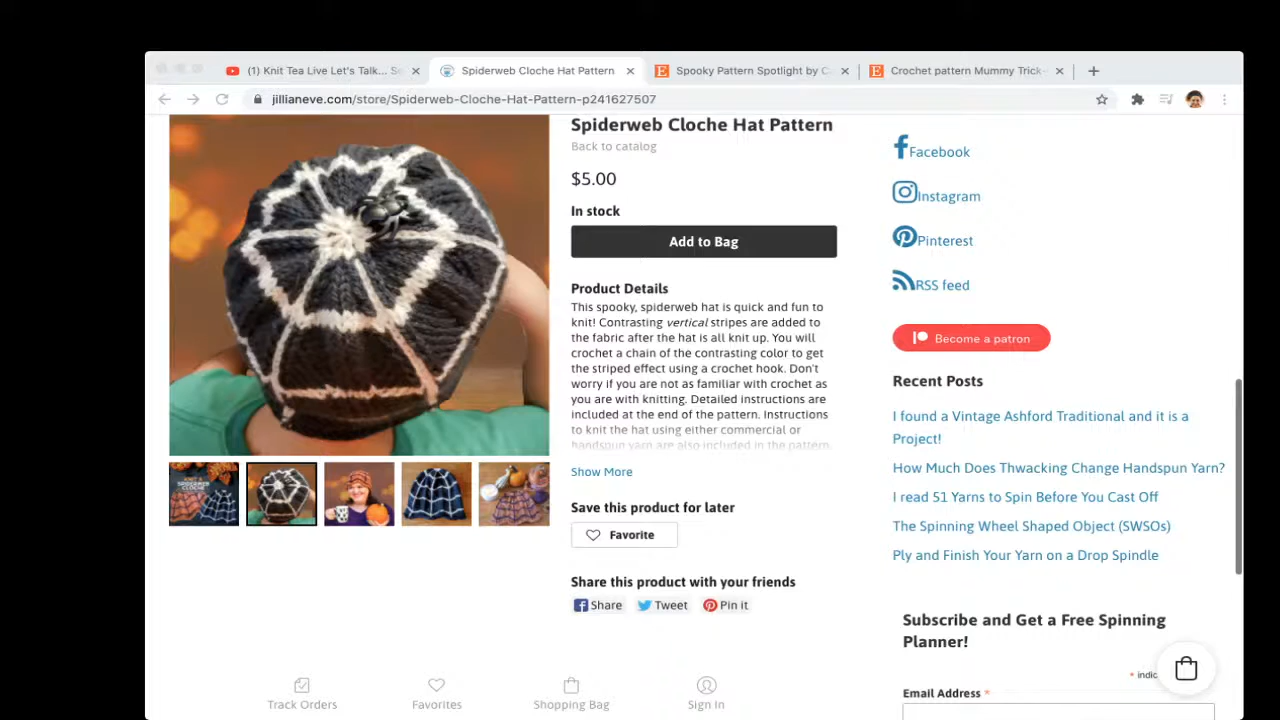 (1) Knit Tea Live Let's Talk...
Spiderweb Cloche Hat Pattern
Spooky Pattern Spotlight by
Crochet pattern Mummy Trick-
jillianeve.com/store/Spiderweb-Cloche-Hat-Pattern-p241627507
Spiderweb Cloche Hat Pattern
Back to catalog
$5.00
In stock
Add to Bag
Product Details
This spooky, spiderweb hat is quick and fun to
knit! Contrasting vertical stripes are added to
the fabric after the hat is all knit up. You will
crochet a chain of the contrasting color to get
the striped effect using a crochet hook. Don't
worry if you are not as familiar with crochet as
you are with knitting. Detailed instructions are
included at the end of the pattern. Instructions
to knit the hat using either commercial or
handspun yarn are also included in the pattern.
Show More
Save this product for later
Favorite
Share this product with your friends
Share
Tweet
Pin it
Track Orders
Favorites
Shopping Bag
Sign In
Facebook
Instagram
Pinterest
RSS feed
Become a patron
Recent Posts
I found a Vintage Ashford Traditional and it is a
Project!
How Much Does Thwacking Change Handspun Yarn?
I read 51 Yarns to Spin Before You Cast Off
The Spinning Wheel Shaped Object (SWSOs)
Ply and Finish Your Yarn on a Drop Spindle
Subscribe and Get a Free Spinning
Planner!
* indic
Email Address *